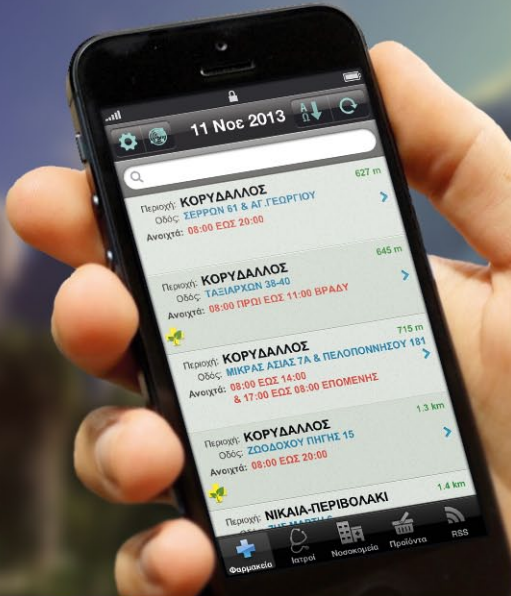 11 Νοε 2013
Α
Ω
627 m
Περιοχή: ΚΟΡΥΔΑΛΛΟΣ
Οδός: ΣΕΡΡΩΝ 61 & ΑΓ.ΓΕΩΡΓΙΟΥ
Ανοιχτά: 08:00 ΕΩΣ 20:00
645 m
Περιοχή: ΚΟΡΥΔΑΛΛΟΣ
Οδός: ΤΑΞΙΑΡΧΩΝ 38-40
Ανοιχτά: 08:00 ΠΡΩΙ ΕΩΣ 11:00 ΒΡΑΔΥ
715 m
Περιοχή: ΚΟΡΥΔΑΛΛΟΣ
Οδός: ΜΙΚΡΑΣ ΑΣΙΑΣ 7Α & ΠΕΛΟΠΟΝΝΗΣΟΥ 181
Ανοιχτά: 08:00 ΕΩΣ 14:00
& 17:00 ΕΩΣ 08:00 ΕΠΟΜΕΝΗΣ
1.3 km
Περιοχή: ΚΟΡΥΔΑΛΛΟΣ
Οδός: ΖΩΟΔΟΧΟΥ ΠΗΓΗΣ 15
Ανοιχτά: 08:00 ΕΩΣ 20:00
1.4 km
Περιοχή: ΝΙΚΑΙΑ-ΠΕΡΙΒΟΛΑΚΙ
Φαρμακεία Ιατροί Νοσοκομεία Προϊόντα RSS